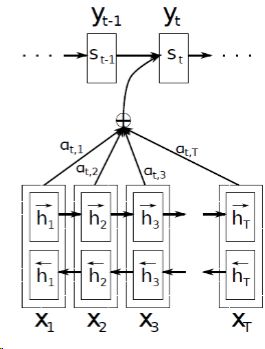 y_{t-1} y_t
. . . s_{t-1} s_t . . .
a_{t,1} a_{t,2} a_{t,3} a_{t,T}
\overrightarrow{h}_1 \overrightarrow{h}_2 \overrightarrow{h}_3 \overrightarrow{h}_T
\overleftarrow{h}_1 \overleftarrow{h}_2 \overleftarrow{h}_3 \overleftarrow{h}_T
x_1 x_2 x_3 x_T